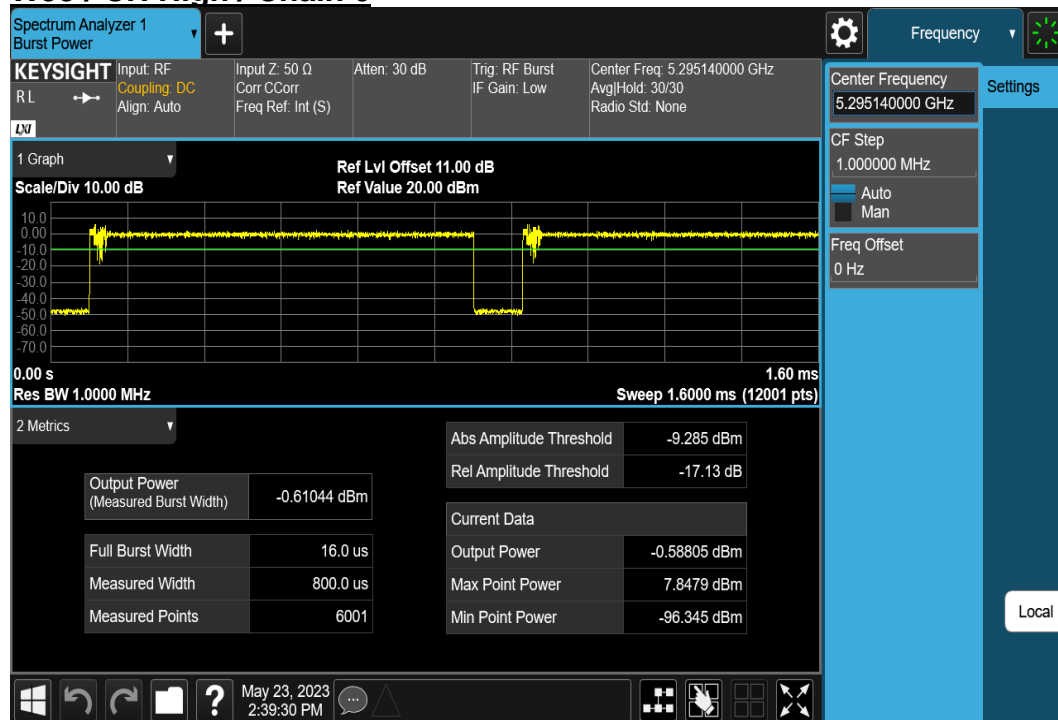 Spectrum Analyzer 1
Burst Power
Frequency
KEYSIGHT
R L
LXI
Input: RF
Coupling: DC
Align: Auto
Input Z: 50 Ω
Corr CCorr
Freq Ref: Int (S)
Atten: 30 dB
Trig: RF Burst
IF Gain: Low
Center Freq: 5.295140000 GHz
Avg|Hold: 30/30
Radio Std: None
Center Frequency
5.295140000 GHz
Settings
CF Step
1.000000 MHz
Auto
Man
Freq Offset
0 Hz
1 Graph
Scale/Div 10.00 dB
Ref Lvl Offset 11.00 dB
Ref Value 20.00 dBm
10.0
0.00
-10.0
-20.0
-30.0
-40.0
-50.0
-60.0
-70.0
0.00 s
1.60 ms
Res BW 1.0000 MHz
Sweep 1.6000 ms (12001 pts)
2 Metrics
Output Power
(Measured Burst Width)
-0.61044 dBm
Full Burst Width 16.0 us
Measured Width 800.0 us
Measured Points 6001
Abs Amplitude Threshold -9.285 dBm
Rel Amplitude Threshold -17.13 dB
Current Data
Output Power -0.58805 dBm
Max Point Power 7.8479 dBm
Min Point Power -96.345 dBm
Local
?
May 23, 2023
2:39:30 PM